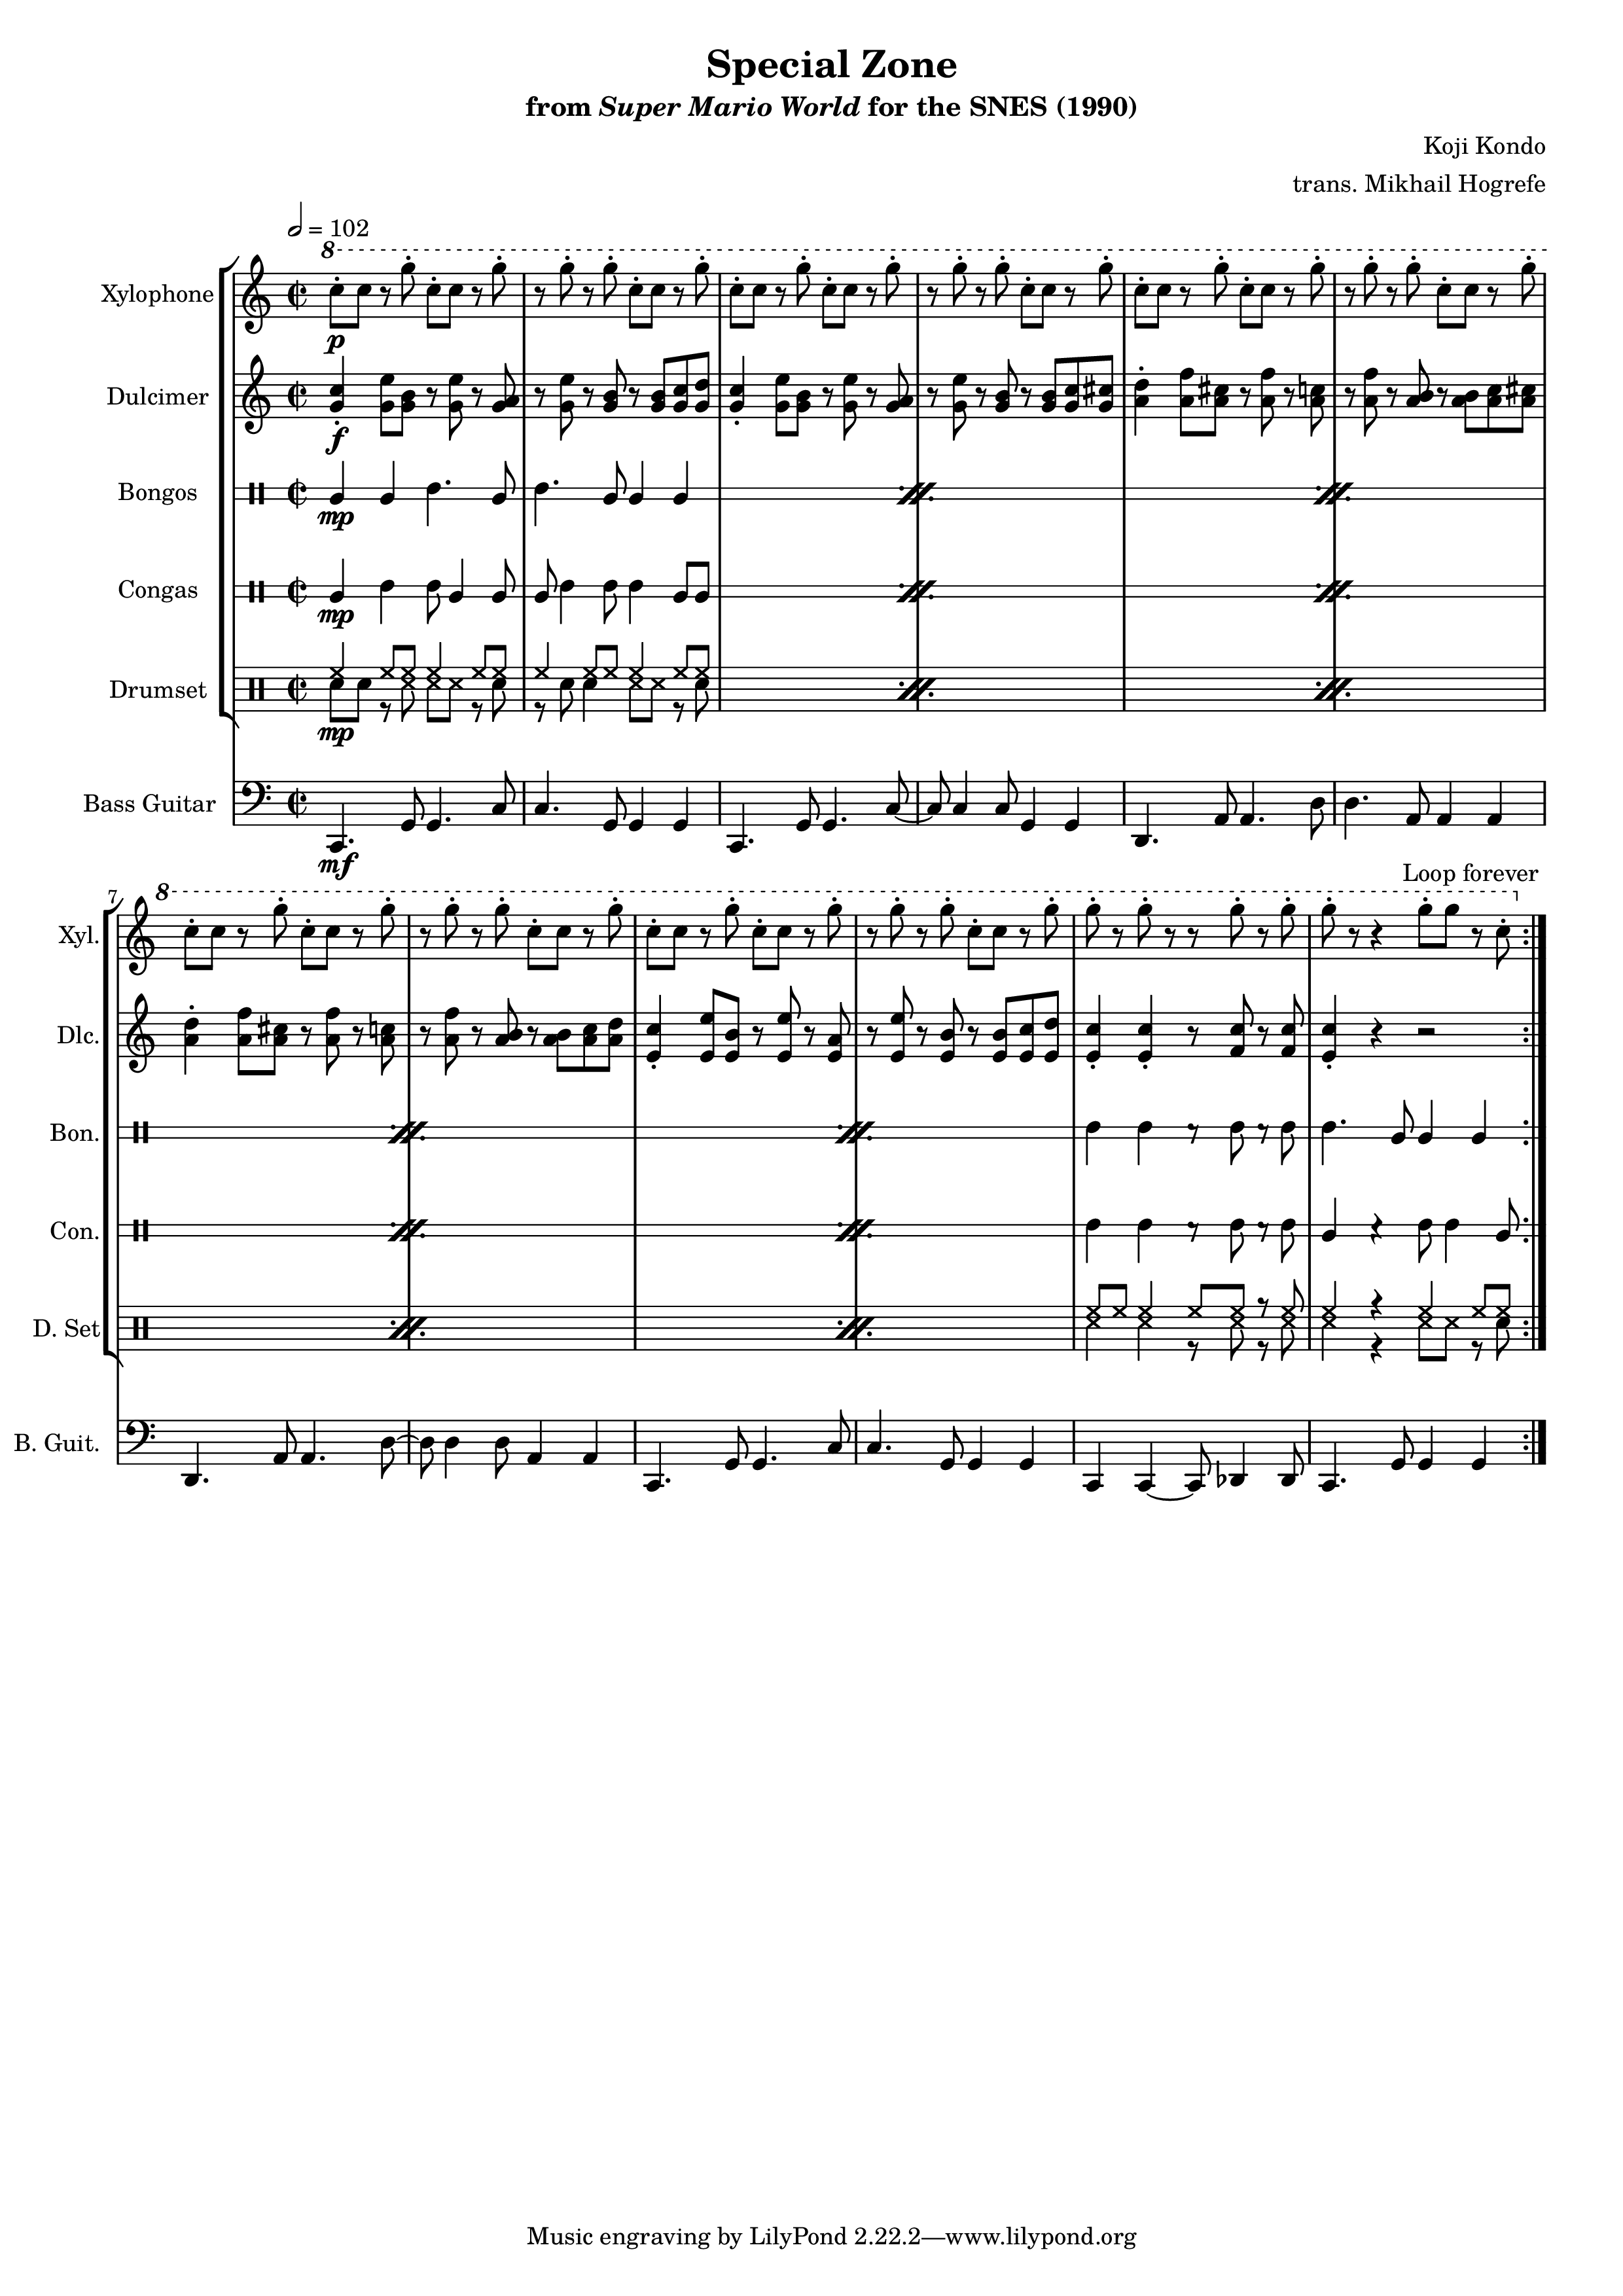 Special Zone
from Super Mario World for the SNES (1990)
Koji Kondo
trans. Mikhail Hogrefe
= 102
8
Xylophone
p
Dulcimer
f
Bongos
mp
Congas
mp
Drumset
mp
Bass Guitar
mf
Loop forever
7
8
Xyl.
Dlc.
Bon.
Con.
D. Set
B. Guit.
Music engraving by LilyPond 2.22.2—www.lilypond.org